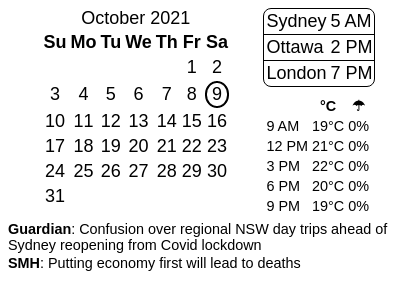 October 2021
Su Mo Tu We Th Fr Sa
1 2
3 4 5 6 7 8 9
10 11 12 13 14 15 16
17 18 19 20 21 22 23
24 25 26 27 28 29 30
31
Sydney 5 AM
Ottawa 2 PM
London 7 PM
°C ☂
9 AM 19°C 0%
12 PM 21°C 0%
3 PM 22°C 0%
6 PM 20°C 0%
9 PM 19°C 0%
Guardian: Confusion over regional NSW day trips ahead of
Sydney reopening from Covid lockdown
SMH: Putting economy first will lead to deaths